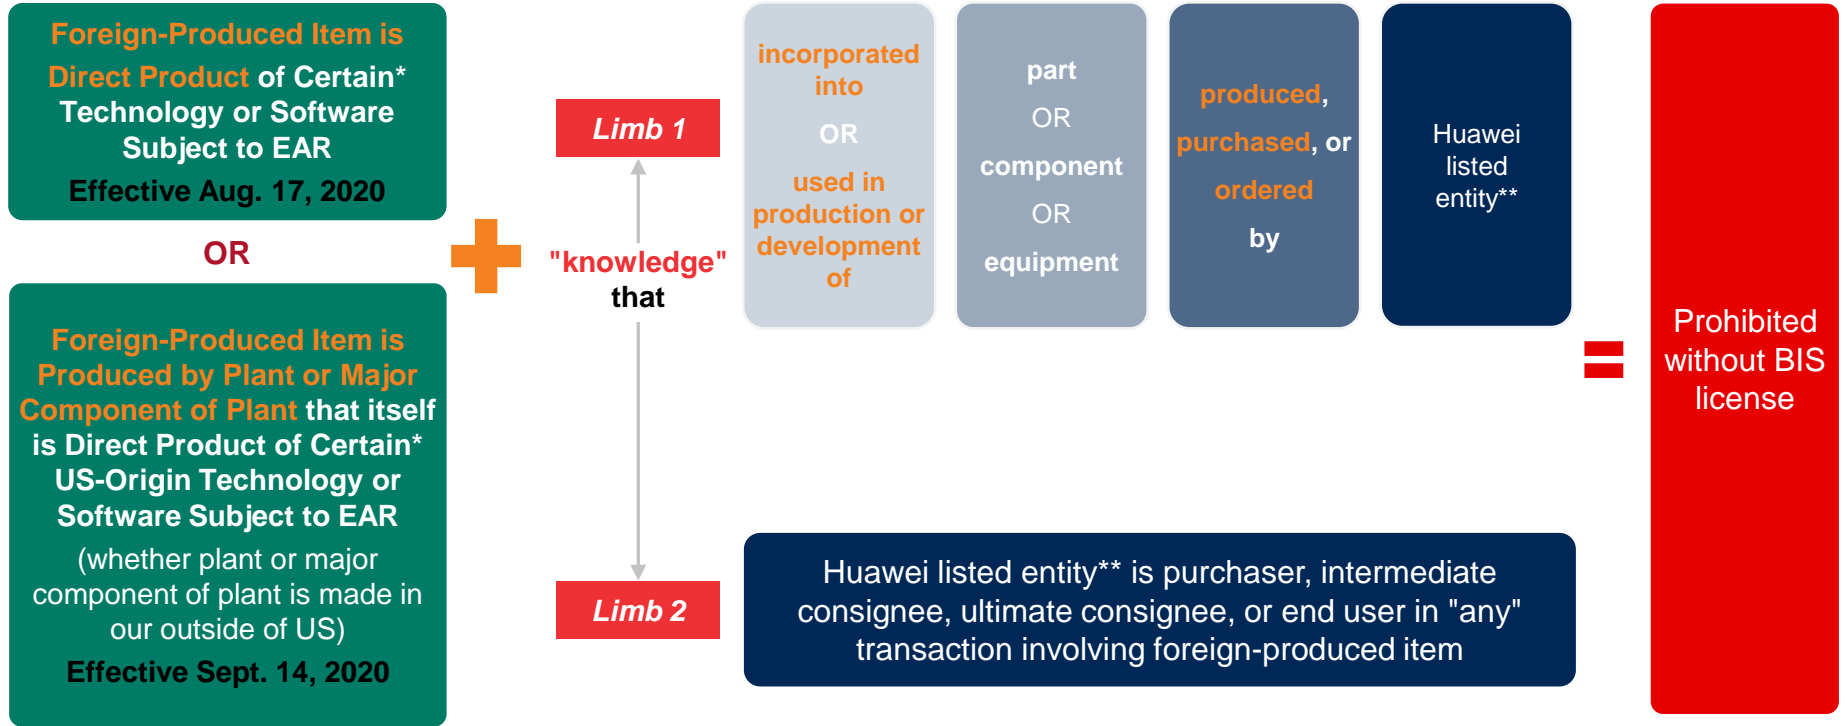 Foreign-Produced Item is
Direct Product of Certain*
Technology or Software
Subject to EAR
Effective Aug. 17, 2020
OR
Foreign-Produced Item is
Produced by Plant or Major
Component of Plant that itself
is Direct Product of Certain*
US-Origin Technology or
Software Subject to EAR
(whether plant or major
component of plant is made in
our outside of US)
Effective Sept. 14, 2020
Limb 1
"knowledge"
that
Limb 2
incorporated
into
OR
used in
production or
development
of
part
OR
component
OR
equipment
produced,
purchased, or
ordered
by
Huawei
listed
entity**
Huawei listed entity** is purchaser, intermediate
consignee, ultimate consignee, or end user in "any"
transaction involving foreign-produced item
Prohibited
without BIS
license